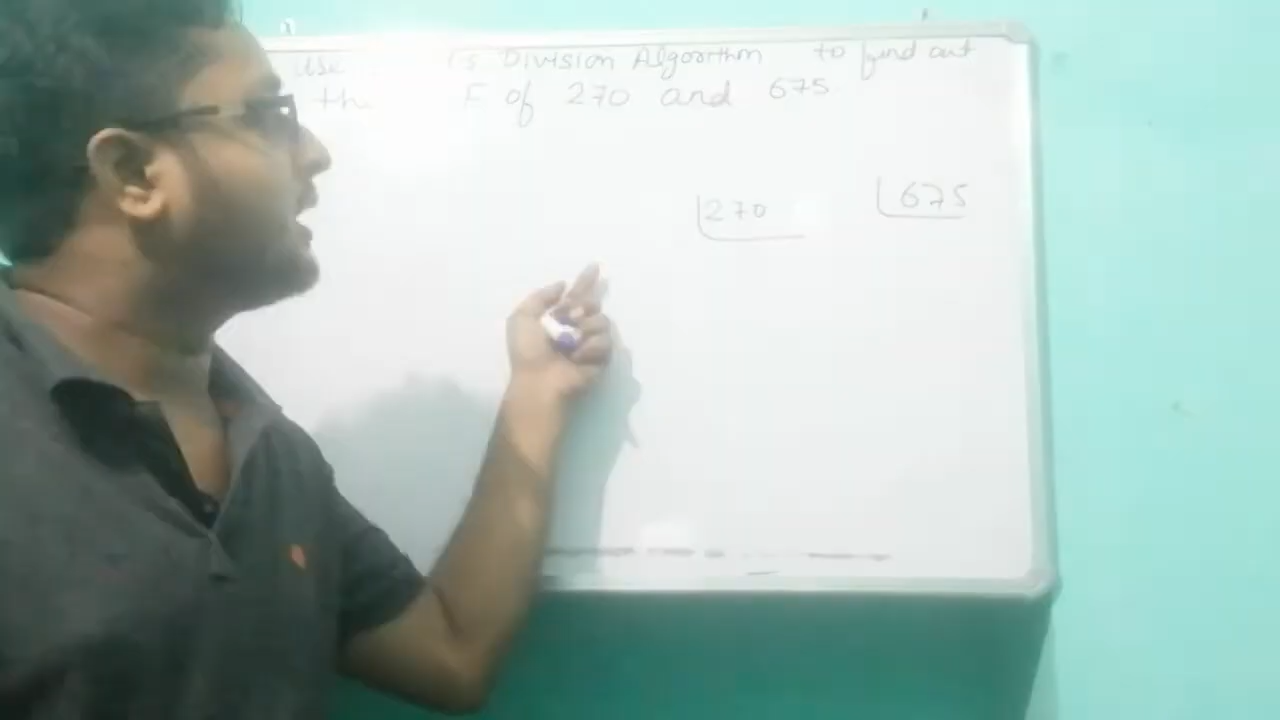 Use Division Algorithm to find out
the F of 270 and 675
270 675